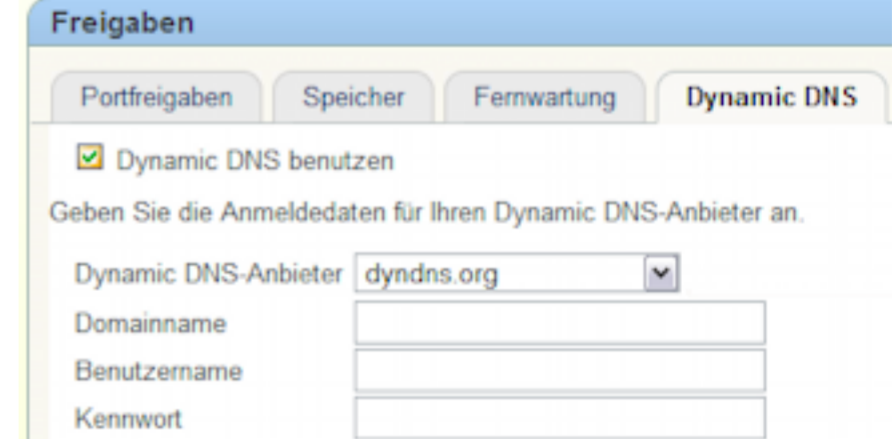 Freigaben
Portfreigaben Speicher Fernwartung Dynamic DNS
Dynamic DNS benutzen
Geben Sie die Anmeldedaten für Ihren Dynamic DNS-Anbieter an.
Dynamic DNS-Anbieter dyndns.org
Domainname
Benutzername
Kennwort